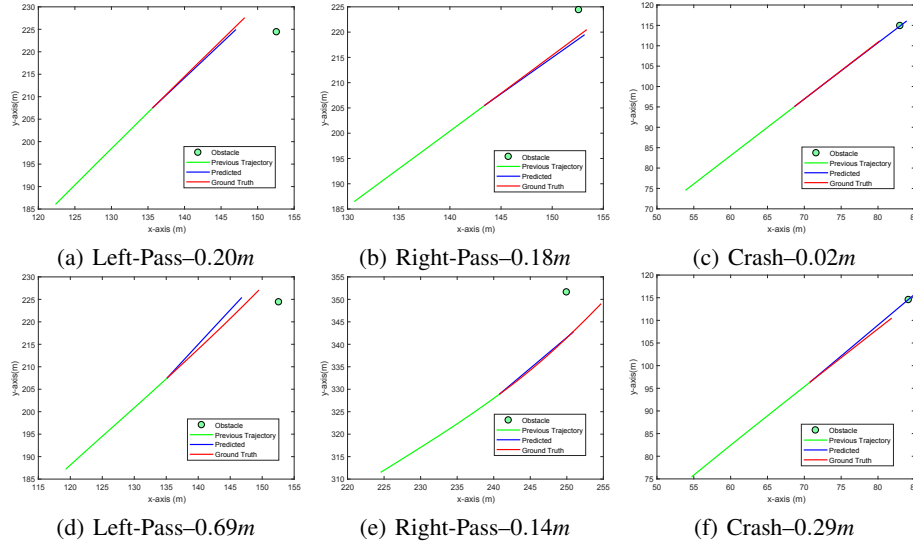 230
225
220
215
210
205
200
195
190
185
y-axis(m)
120 125 130 135 140 145 150 155
x-axis (m)
Obstacle
Previous Trajectory
Predicted
Ground Truth
(a) Left-Pass–0.20m
225
220
215
210
205
200
195
190
185
y-axis(m)
130 135 140 145 150 155
x-axis (m)
Obstacle
Previous Trajectory
Predicted
Ground Truth
(b) Right-Pass–0.18m
120
115
110
105
100
95
90
85
80
75
70
y-axis(m)
50 55 60 65 70 75 80
x-axis (m)
Obstacle
Previous Trajectory
Predicted
Ground Truth
(c) Crash–0.02m
230
225
220
215
210
205
200
195
190
185
y-axis(m)
115 120 125 130 135 140 145 150 155
x-axis (m)
Obstacle
Previous Trajectory
Predicted
Ground Truth
(d) Left-Pass–0.69m
355
350
345
340
335
330
325
320
315
310
y-axis(m)
220 225 230 235 240 245 250 255
x-axis (m)
Obstacle
Previous Trajectory
Predicted
Ground Truth
(e) Right-Pass–0.14m
120
115
110
105
100
95
90
85
80
75
y-axis(m)
50 55 60 65 70 75 80
x-axis (m)
Obstacle
Previous Trajectory
Predicted
Ground Truth
(f) Crash–0.29m